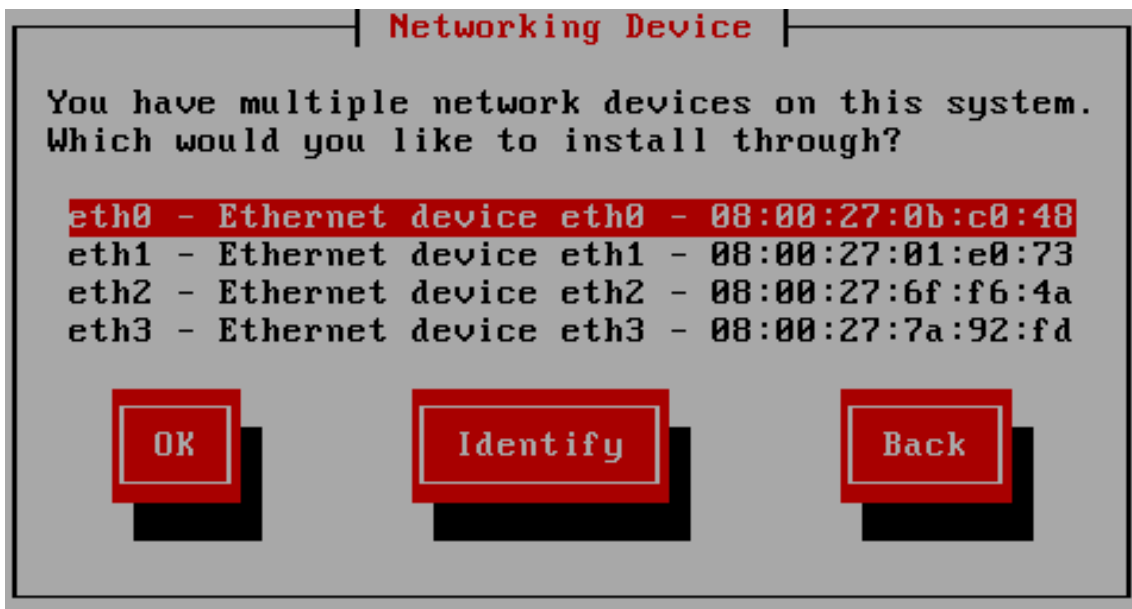 Networking Device
You have multiple network devices on this system.
Which would you like to install through?
eth0 - Ethernet device eth0 - 08:00:27:0b:c0:48
eth1 - Ethernet device eth1 - 08:00:27:01:e0:73
eth2 - Ethernet device eth2 - 08:00:27:6f:f6:4a
eth3 - Ethernet device eth3 - 08:00:27:7a:92:fd
OK Identify Back